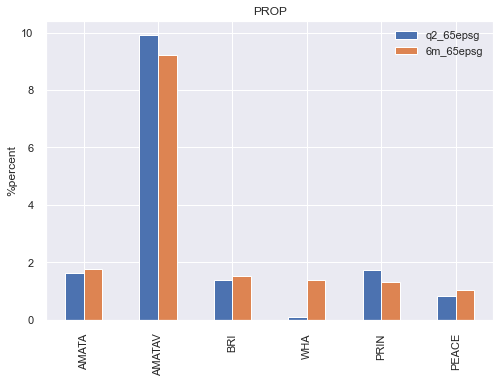 PROP
q2_65epsg
6m_65epsg
%percent
10
8
6
4
2
0
AMATA
AMATAV
BRI
WHA
PRIN
PEACE